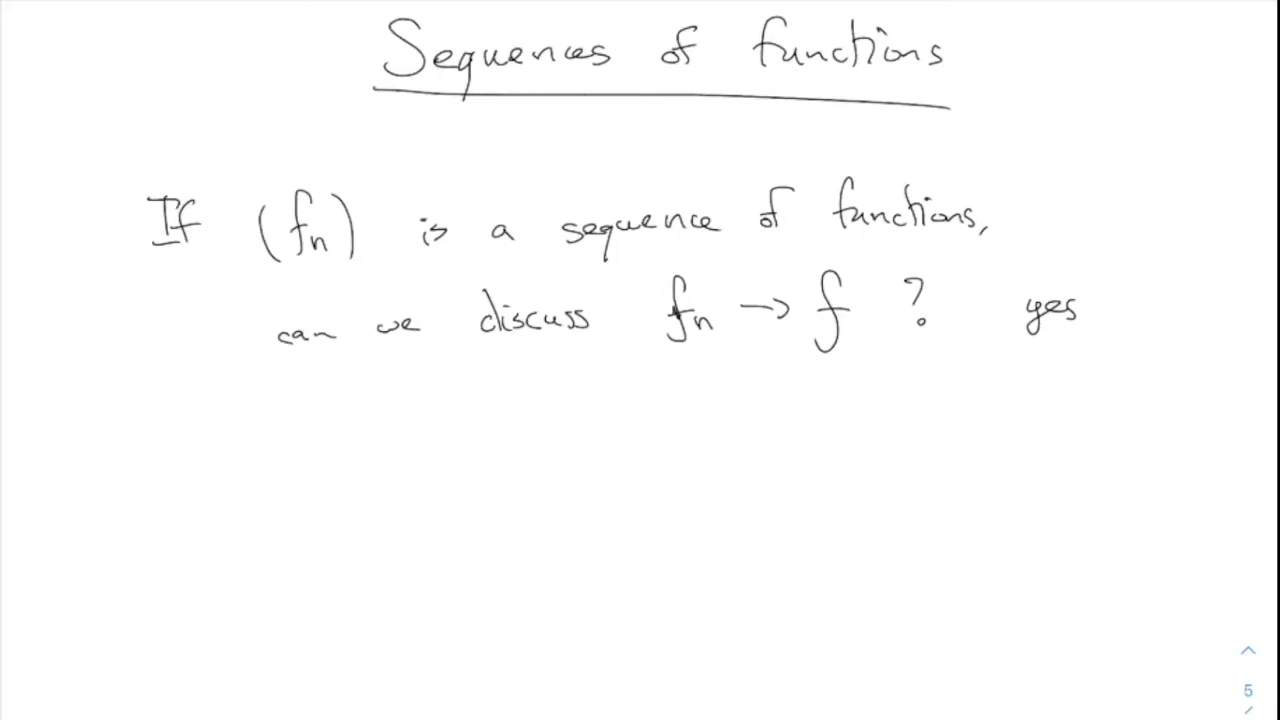 Sequences of functions
If (fn) is a sequence of functions,
can we discuss fn → f ? yes
5